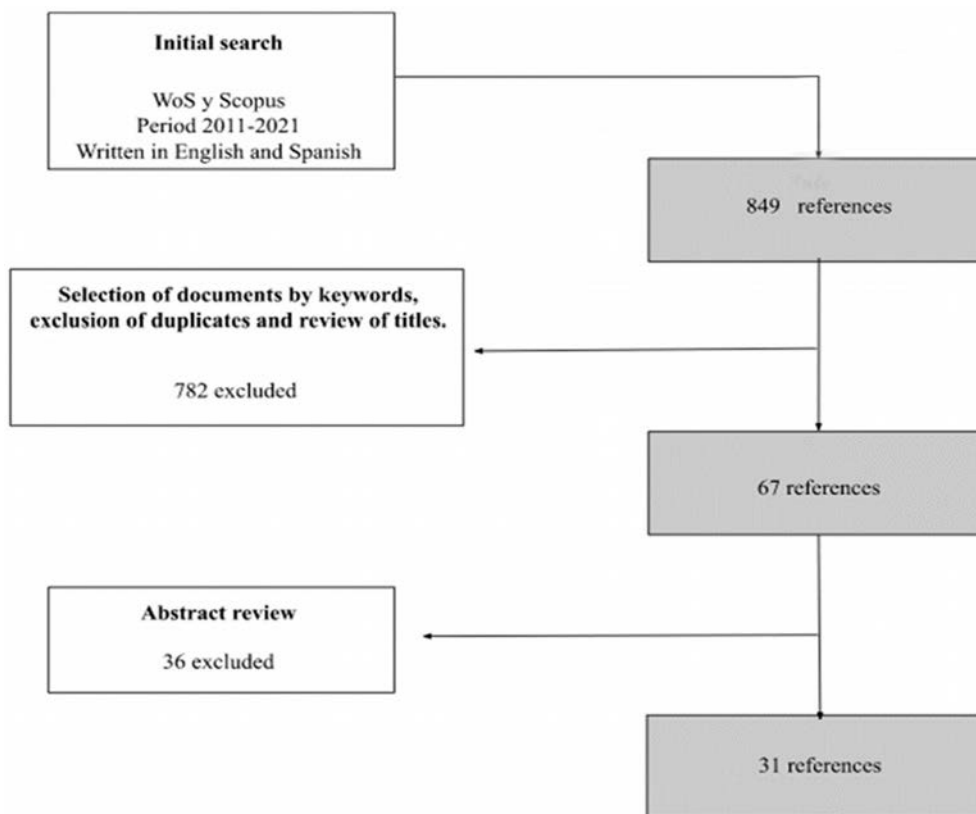 Initial search
WoS y Scopus
Period 2011-2021
Written in English and Spanish
849 references
Selection of documents by keywords,
exclusion of duplicates and review of titles.
782 excluded
67 references
Abstract review
36 excluded
31 references